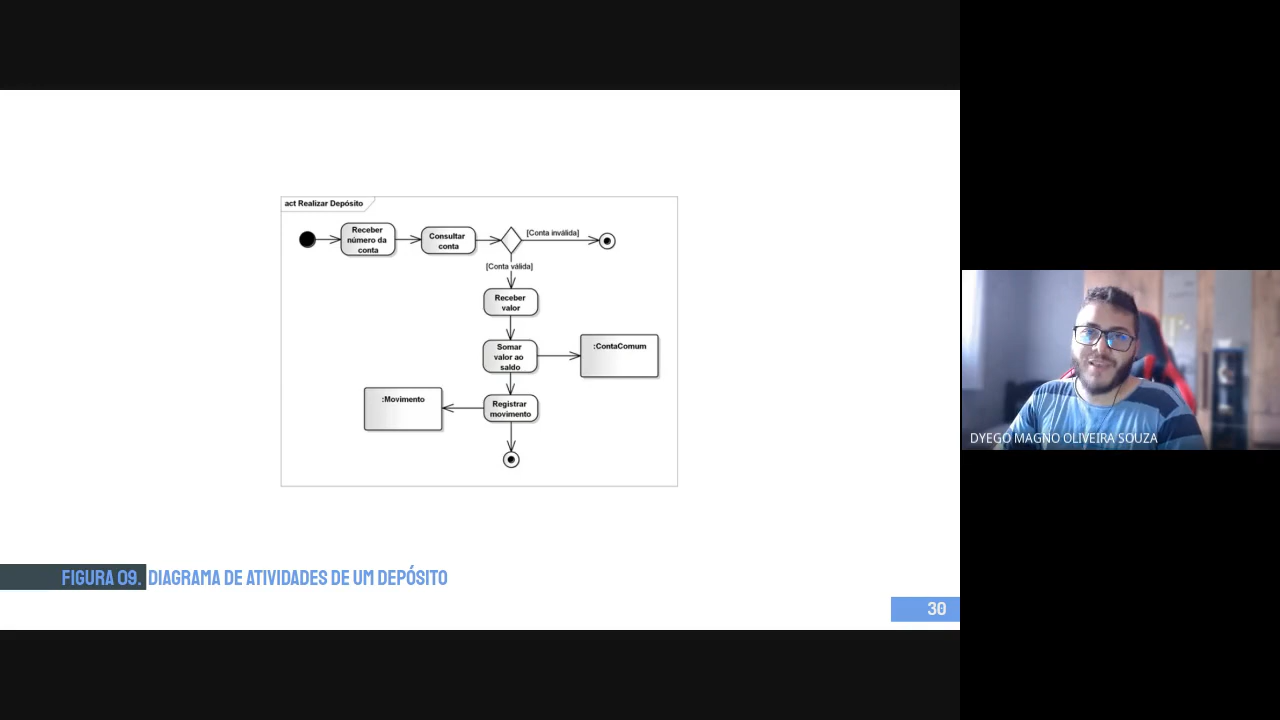 act Realizar Depósito
Receber
número da
conta
Consultar
conta
[Conta inválida]
[Conta válida]
Receber
valor
Somar
valor ao
saldo
:ContaComum
:Movimento
Registrar
movimento
DYEGO MAGNO OLIVEIRA SOUZA
FIGURA 09. DIAGRAMA DE ATIVIDADES DE UM DEPÓSITO
30